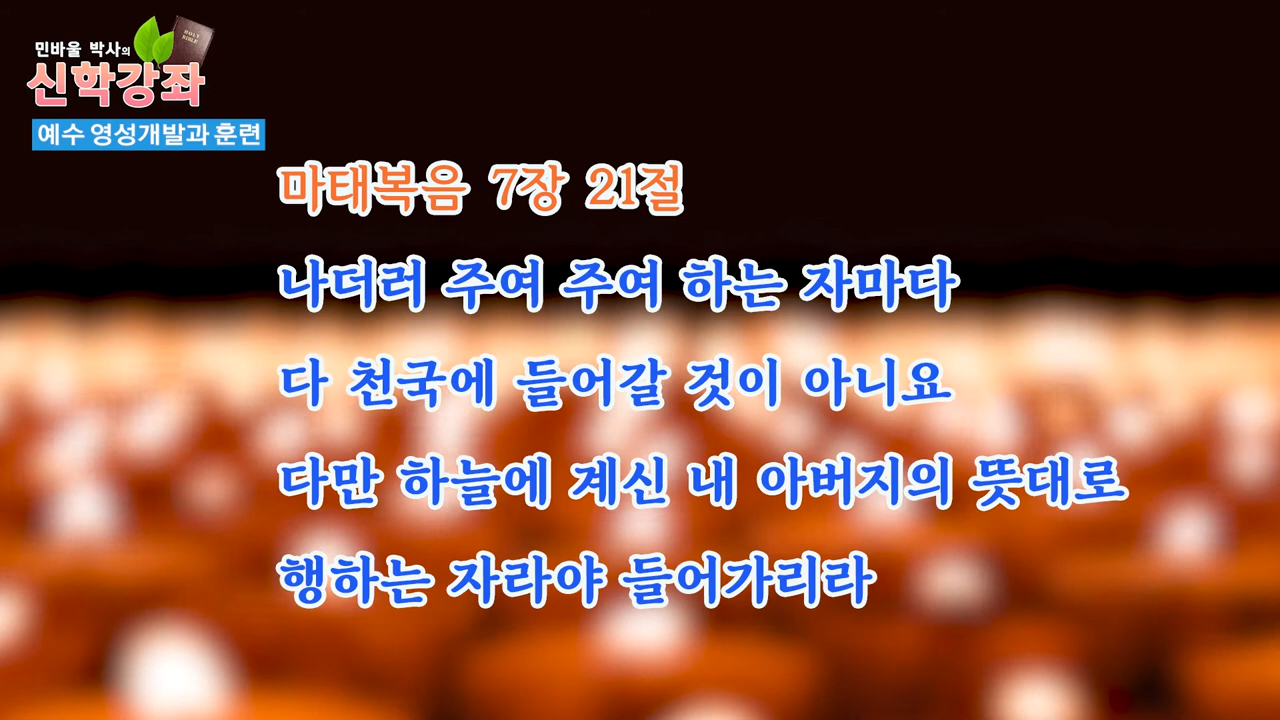 민바울 박사의
HOLY
BIBLE
신학강좌
예수 영성개발과 훈련
마태복음 7장 21절
나더러 주여 주여 하는 자마다
다 천국에 들어갈 것이 아니요
다만 하늘에 계신 내 아버지의 뜻대로
행하는 자라야 들어가리라